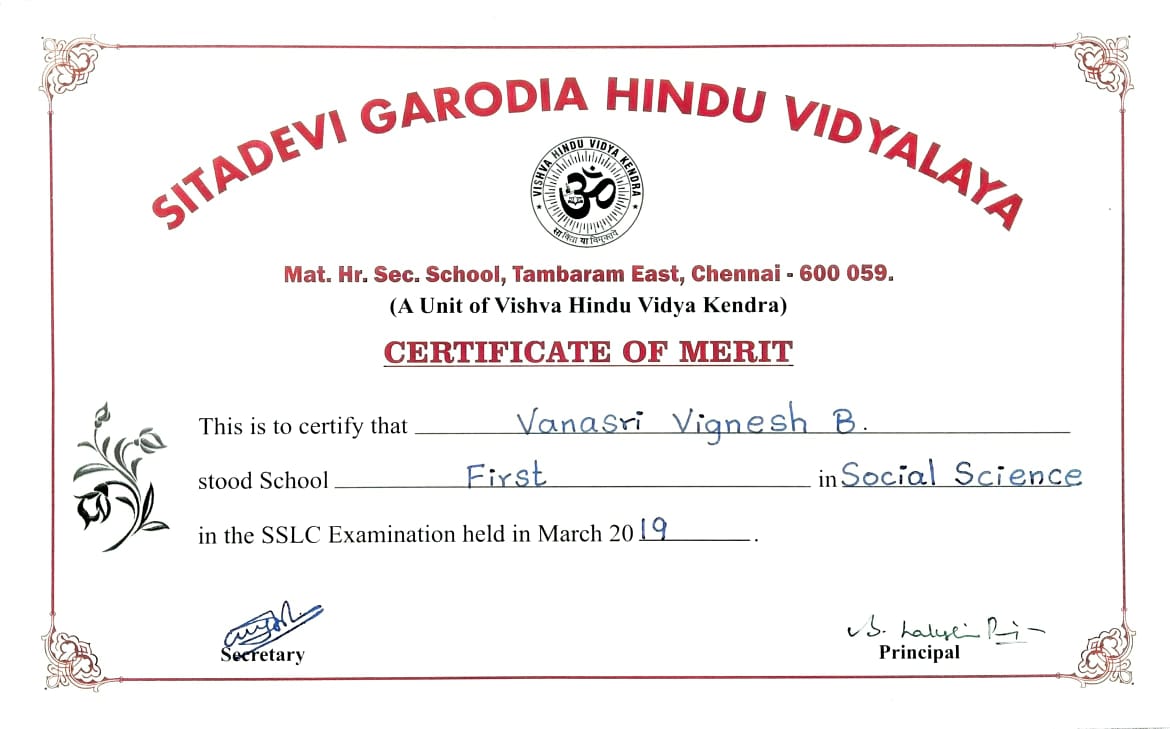 SITADEVI GARODIA HINDU VIDYALAYA
VISHVA HINDU VIDYA KENDRA
सा विद्या या विमुक्तये
Mat. Hr. Sec. School, Tambaram East, Chennai - 600 059.
(A Unit of Vishva Hindu Vidya Kendra)
CERTIFICATE OF MERIT
This is to certify that Vanasri Vignesh B.
stood School First in Social Science
in the SSLC Examination held in March 2019.
Secretary
Principal